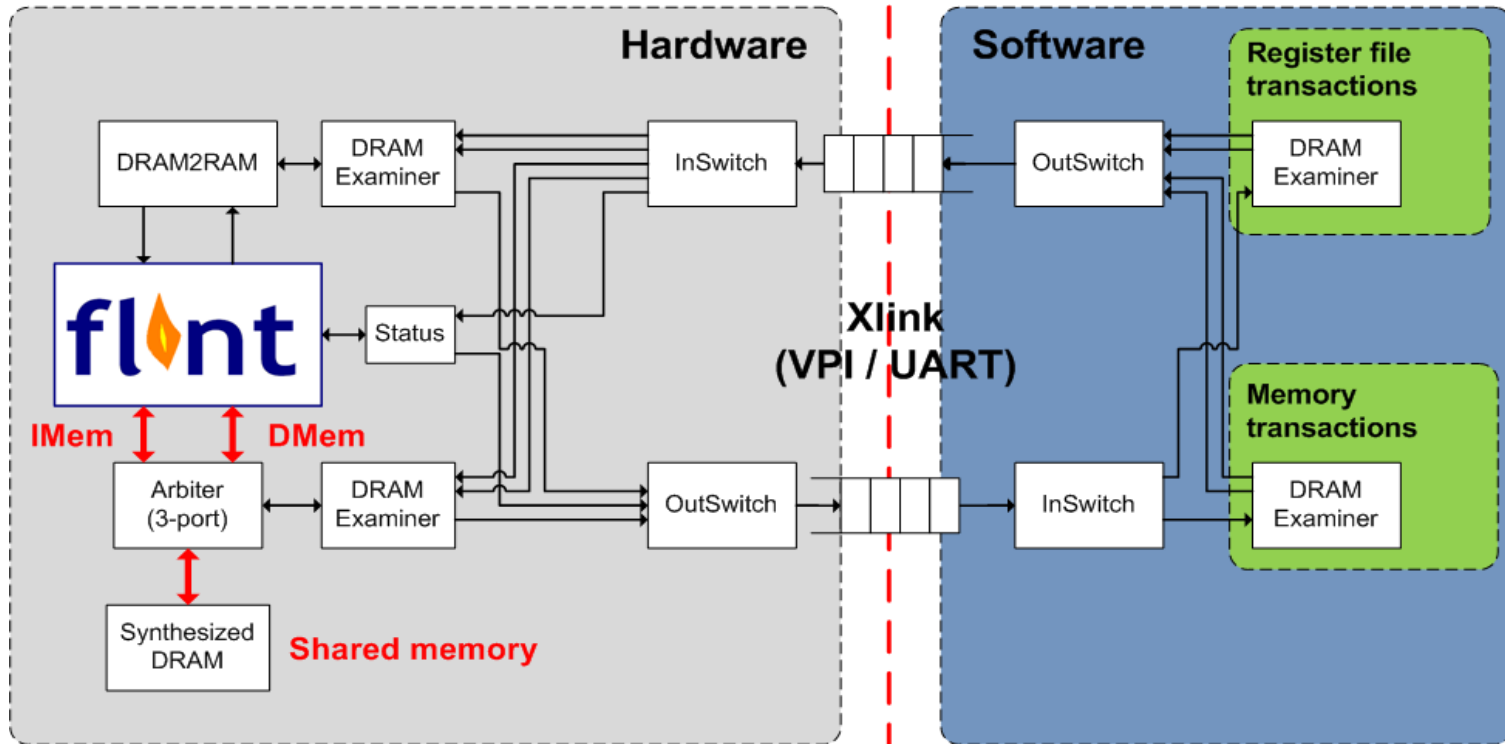 Hardware
Software
Register file
transactions
DRAM2RAM
DRAM
Examiner
InSwitch
OutSwitch
DRAM
Examiner
flint
Status
Xlink
(VPI / UART)
IMem
DMem
Memory
transactions
Arbiter
(3-port)
DRAM
Examiner
OutSwitch
InSwitch
DRAM
Examiner
Synthesized
DRAM
Shared memory